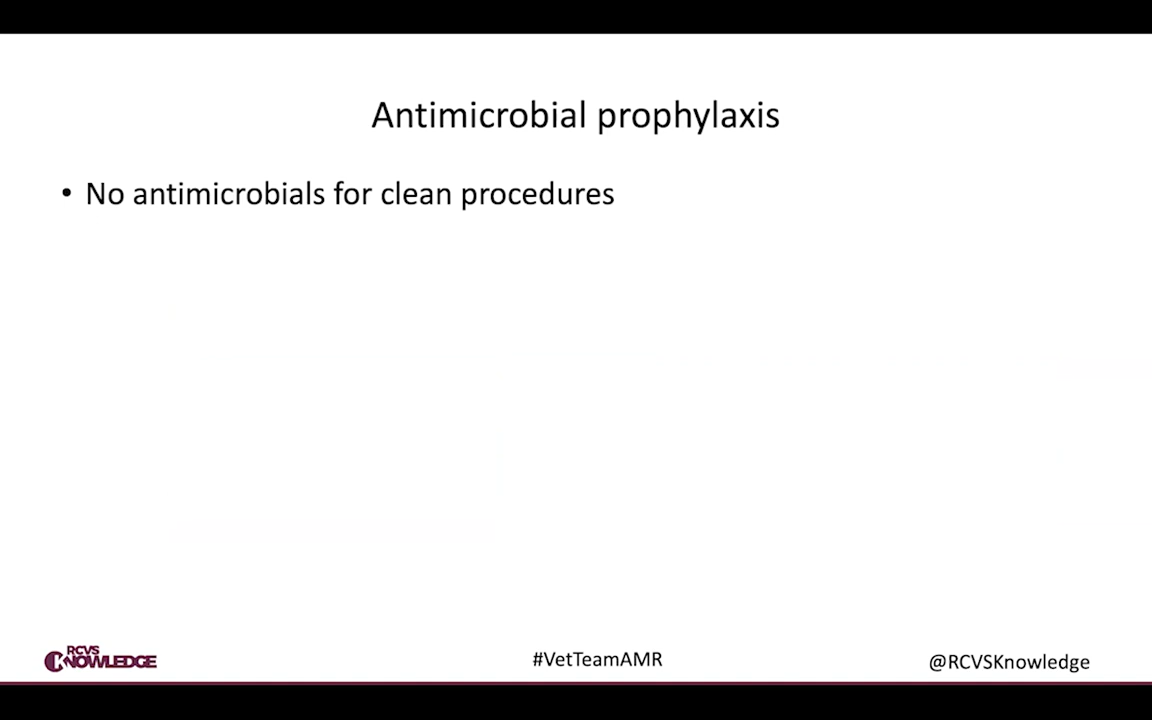 Antimicrobial prophylaxis
• No antimicrobials for clean procedures
RCVS
KNOWLEDGE
#VetTeamAMR
@RCVSKnowledge